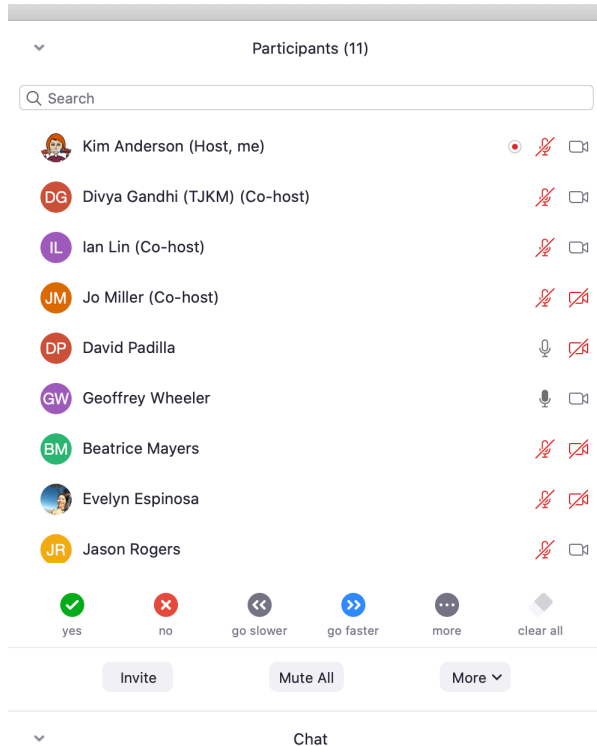 Participants (11)
Search
Kim Anderson (Host, me)
DG Divya Gandhi (TJKM) (Co-host)
IL Ian Lin (Co-host)
JM Jo Miller (Co-host)
DP David Padilla
GW Geoffrey Wheeler
BM Beatrice Mayers
Evelyn Espinosa
JR Jason Rogers
yes no go slower go faster more clear all
Invite Mute All More
Chat